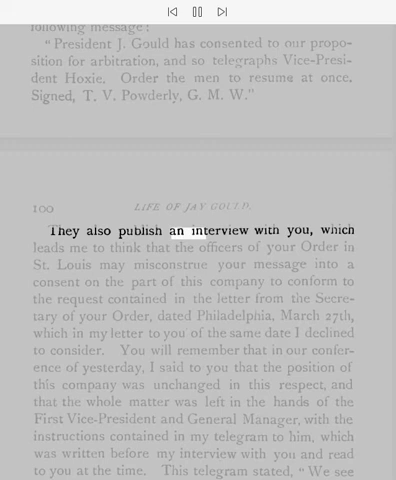 following message:
"President J. Gould has consented to our propo-
sition for arbitration, and so telegraphs Vice-Presi-
dent Hoxie. Order the men to resume at once.
Signed, T. V. Powderly, G. M. W."
100 LIFE OF JAY GOULD.
They also publish an interview with you, which
leads me to think that the officers of your Order in
St. Louis may misconstrue your message into a
consent on the part of this company to conform to
the request contained in the letter from the Secre-
tary of your Order, dated Philadelphia, March 27th,
which in my letter to you of the same date I declined
to consider. You will remember that in our confer-
ence of yesterday, I said to you that the position of
this company was unchanged in this respect, and
that the whole matter was left in the hands of the
First Vice-President and General Manager, with the
instructions contained in my telegram to him, which
was written before my interview with you and read
to you at the time. This telegram stated, "We see